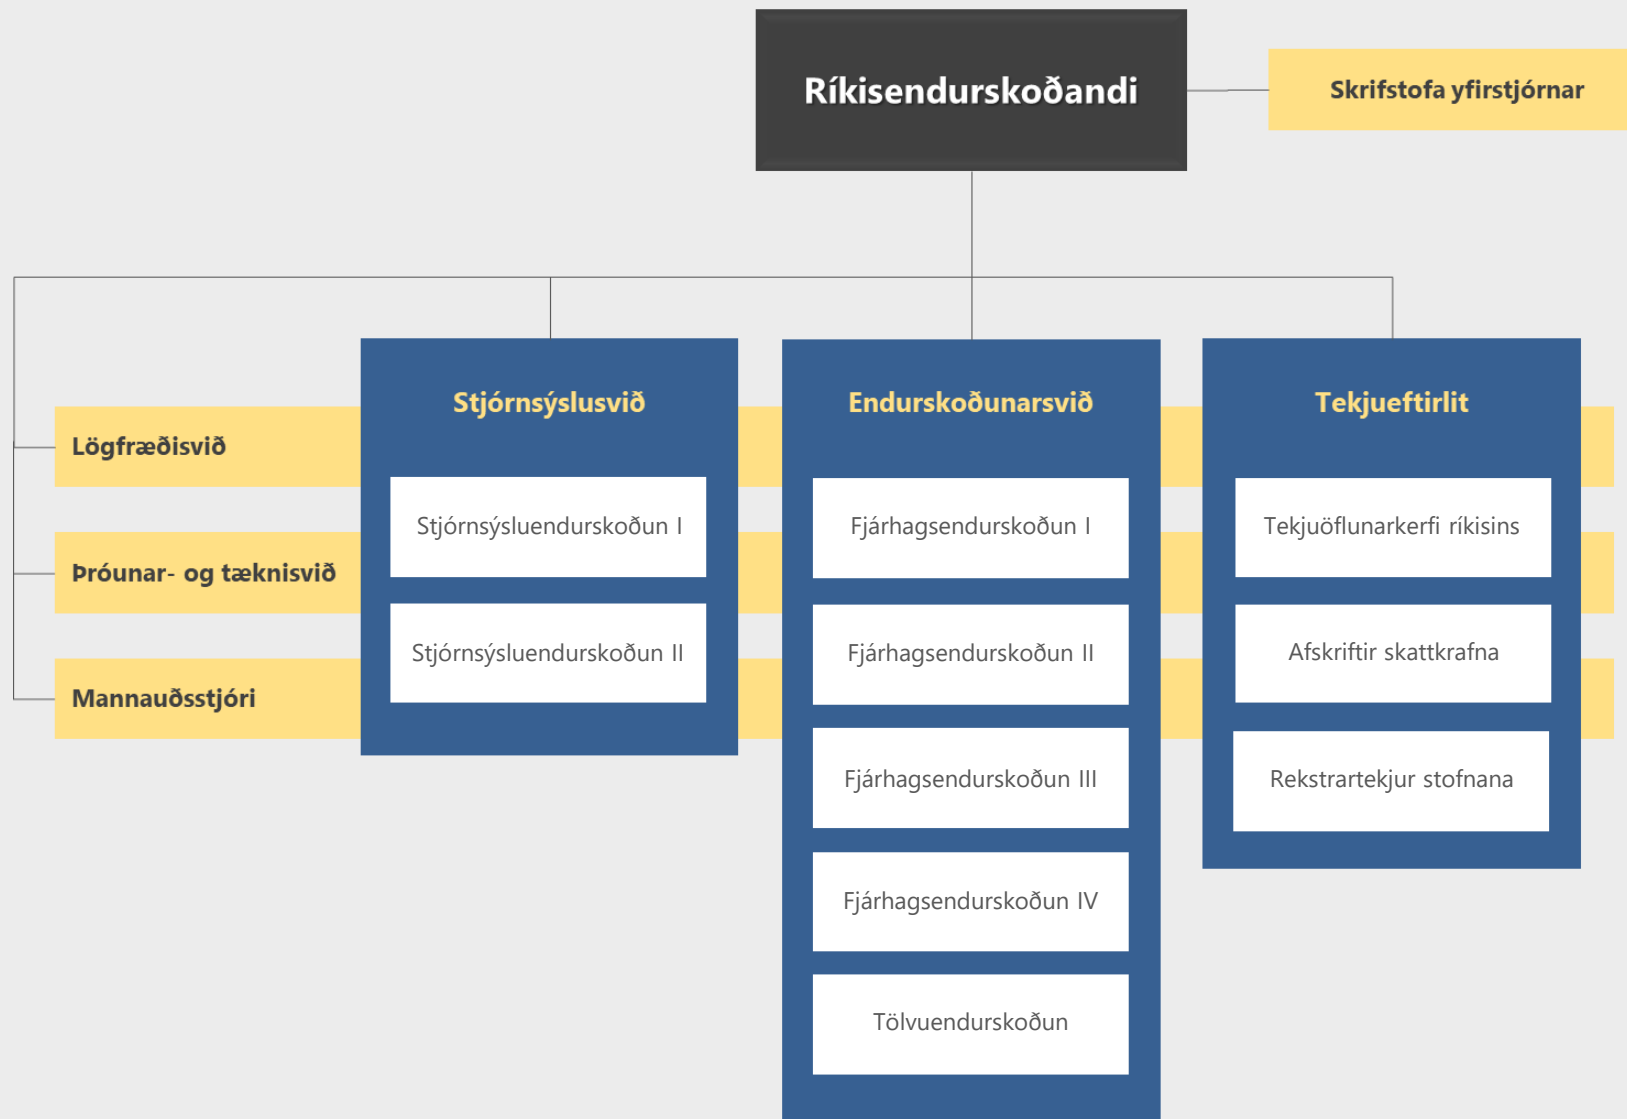 Ríkisendurskoðandi
Skrifstofa yfirstjórnar
Lögfræðisvið
Þróunar- og tæknisvið
Mannauðsstjóri
Stjórnsýslusvið
Stjórnsýsluendurskoðun I
Stjórnsýsluendurskoðun II
Endurskoðunarsvið
Fjárhagsendurskoðun I
Fjárhagsendurskoðun II
Fjárhagsendurskoðun III
Fjárhagsendurskoðun IV
Tölvuendurskoðun
Tekjueftirlit
Tekjuöflunarkerfi ríkisins
Afskriftir skattkrafna
Rekstrartekjur stofnana